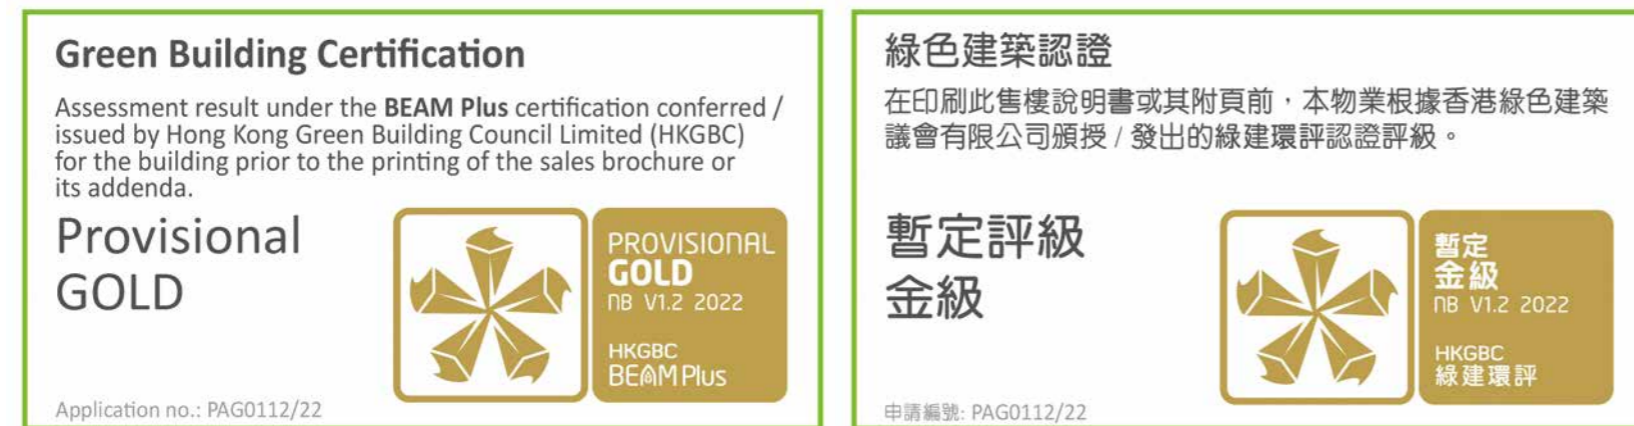 Green Building Certification
Assessment result under the BEAM Plus certification conferred /
issued by Hong Kong Green Building Council Limited (HKGBC)
for the building prior to the printing of the sales brochure or
its addenda.
Provisional
GOLD
PROVISIONAL
GOLD
NB V1.2 2022
HKGBC
BEAM Plus
Application no.: PAG0112/22
綠色建築認證
在印刷此售樓說明書或其附頁前，本物業根據香港綠色建築
議會有限公司頒授 / 發出的綠建環評認證評級。
暫定評級
金級
暫定
金級
NB V1.2 2022
HKGBC
綠建環評
申請編號: PAG0112/22